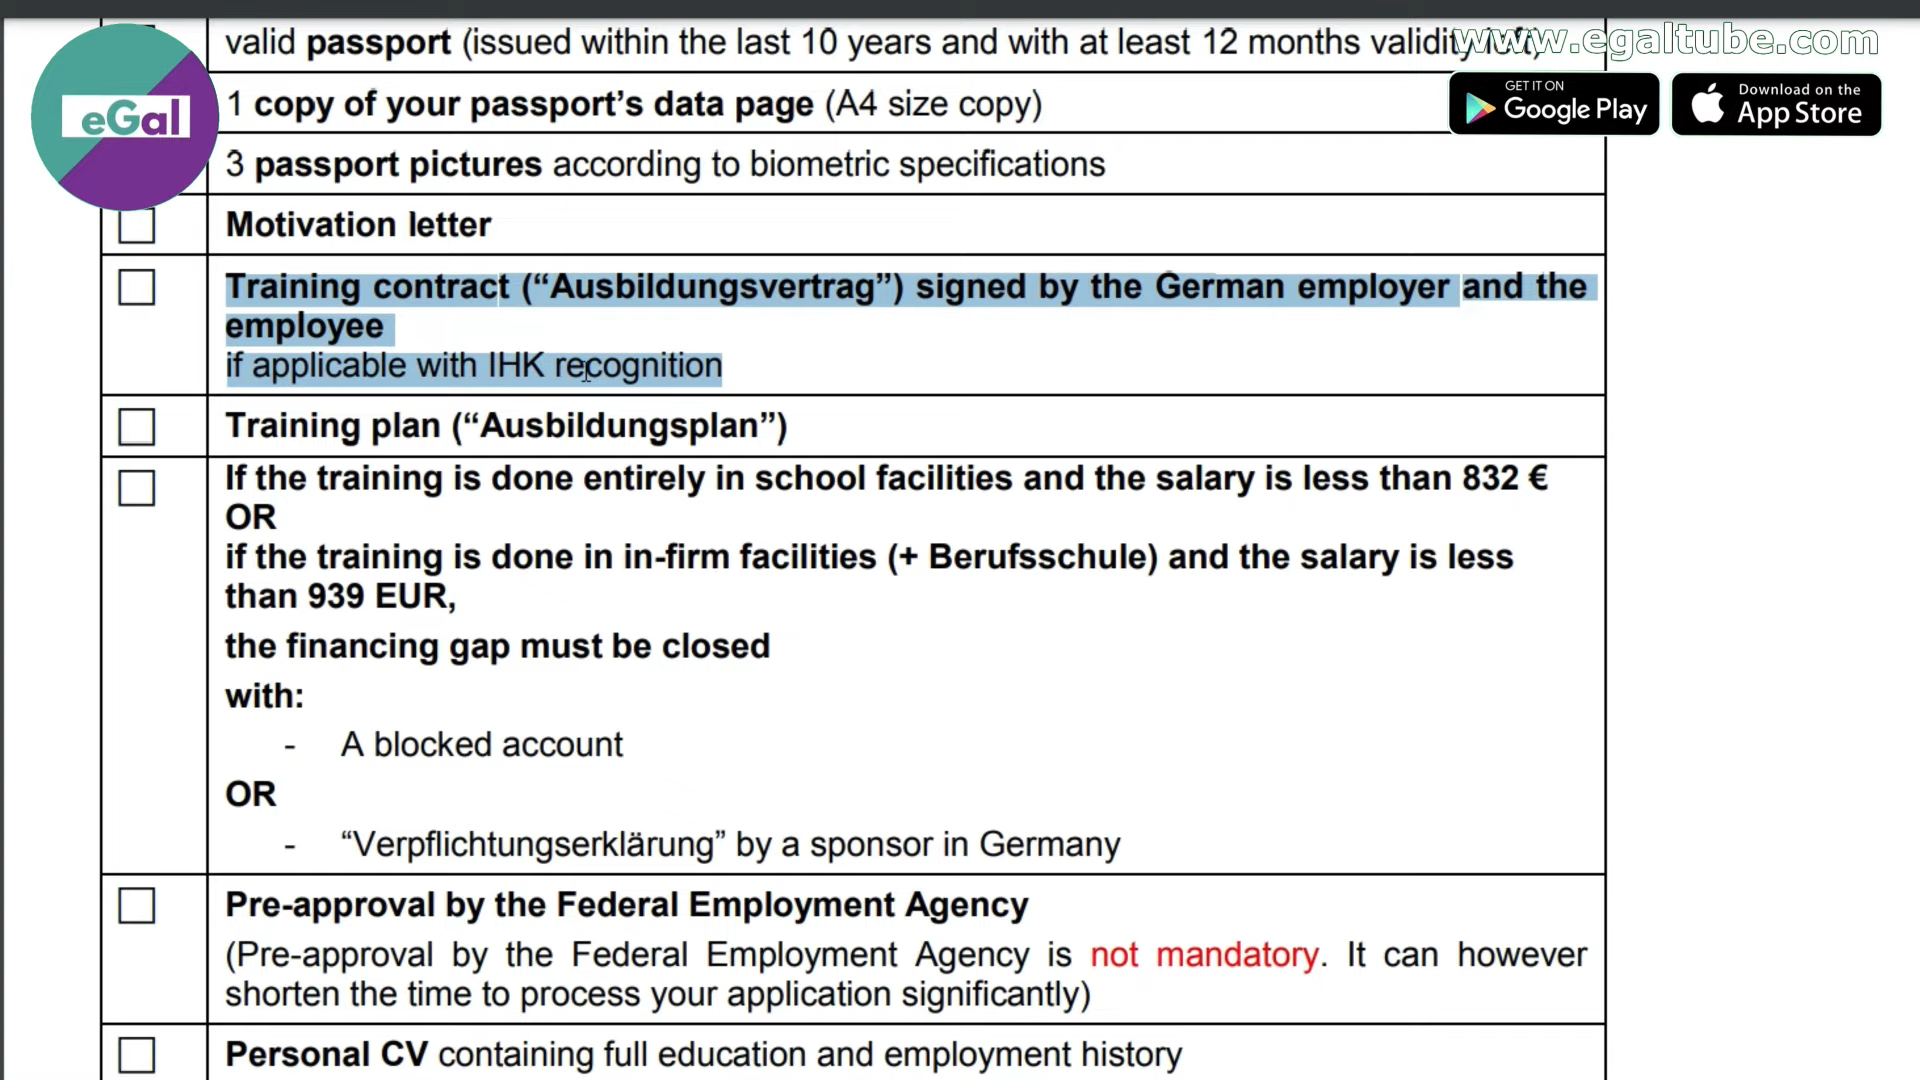 valid passport (issued within the last 10 years and with at least 12 months validity left)
www.egaltube.com
eGal
GET IT ON
Google Play
Download on the
App Store
1 copy of your passport’s data page (A4 size copy)
3 passport pictures according to biometric specifications
Motivation letter
Training contract (“Ausbildungsvertrag”) signed by the German employer and the
employee
if applicable with IHK recognition
Training plan (“Ausbildungsplan”)
If the training is done entirely in school facilities and the salary is less than 832 €
OR
if the training is done in in-firm facilities (+ Berufsschule) and the salary is less
than 939 EUR,
the financing gap must be closed
with:
- A blocked account
OR
- “Verpflichtungserklärung” by a sponsor in Germany
Pre-approval by the Federal Employment Agency
(Pre-approval by the Federal Employment Agency is not mandatory. It can however
shorten the time to process your application significantly)
Personal CV containing full education and employment history